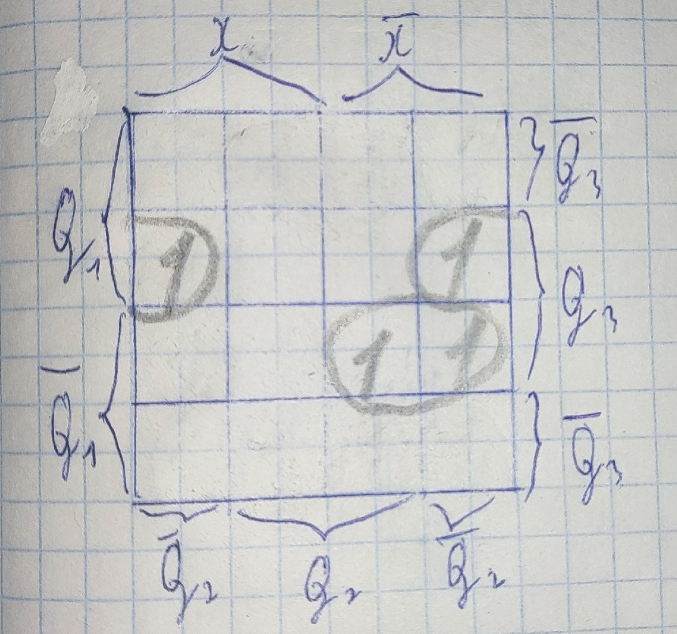 x x̄
Q̄₃
Q₁ 1 1 Q₃
Q̄₁ 1 1 Q̄₃
Q̄₂ Q₂ Q̄₂